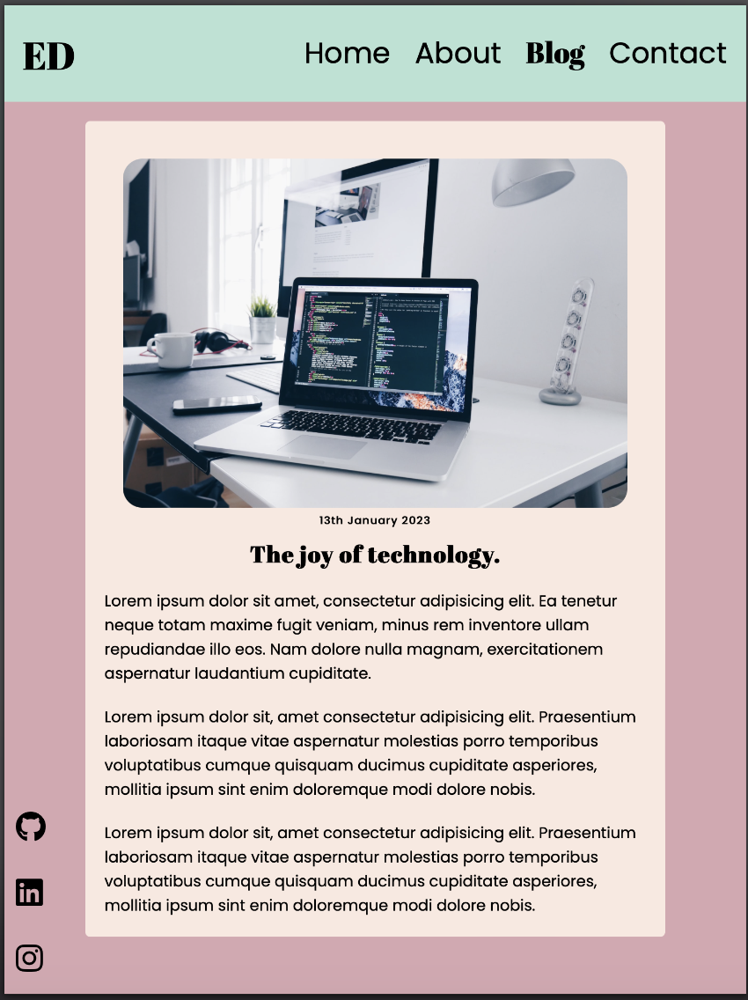 ED
Home About Blog Contact
13th January 2023
The joy of technology.
Lorem ipsum dolor sit amet, consectetur adipisicing elit. Ea tenetur
neque totam maxime fugit veniam, minus rem inventore ullam
repudiandae illo eos. Nam dolore nulla magnam, exercitationem
aspernatur laudantium cupiditate.
Lorem ipsum dolor sit, amet consectetur adipisicing elit. Praesentium
laboriosam itaque vitae aspernatur molestias porro temporibus
voluptatibus cumque quisquam ducimus cupiditate asperiores,
mollitia ipsum sint enim doloremque modi dolore nobis.
Lorem ipsum dolor sit, amet consectetur adipisicing elit. Praesentium
laboriosam itaque vitae aspernatur molestias porro temporibus
voluptatibus cumque quisquam ducimus cupiditate asperiores,
mollitia ipsum sint enim doloremque modi dolore nobis.
in